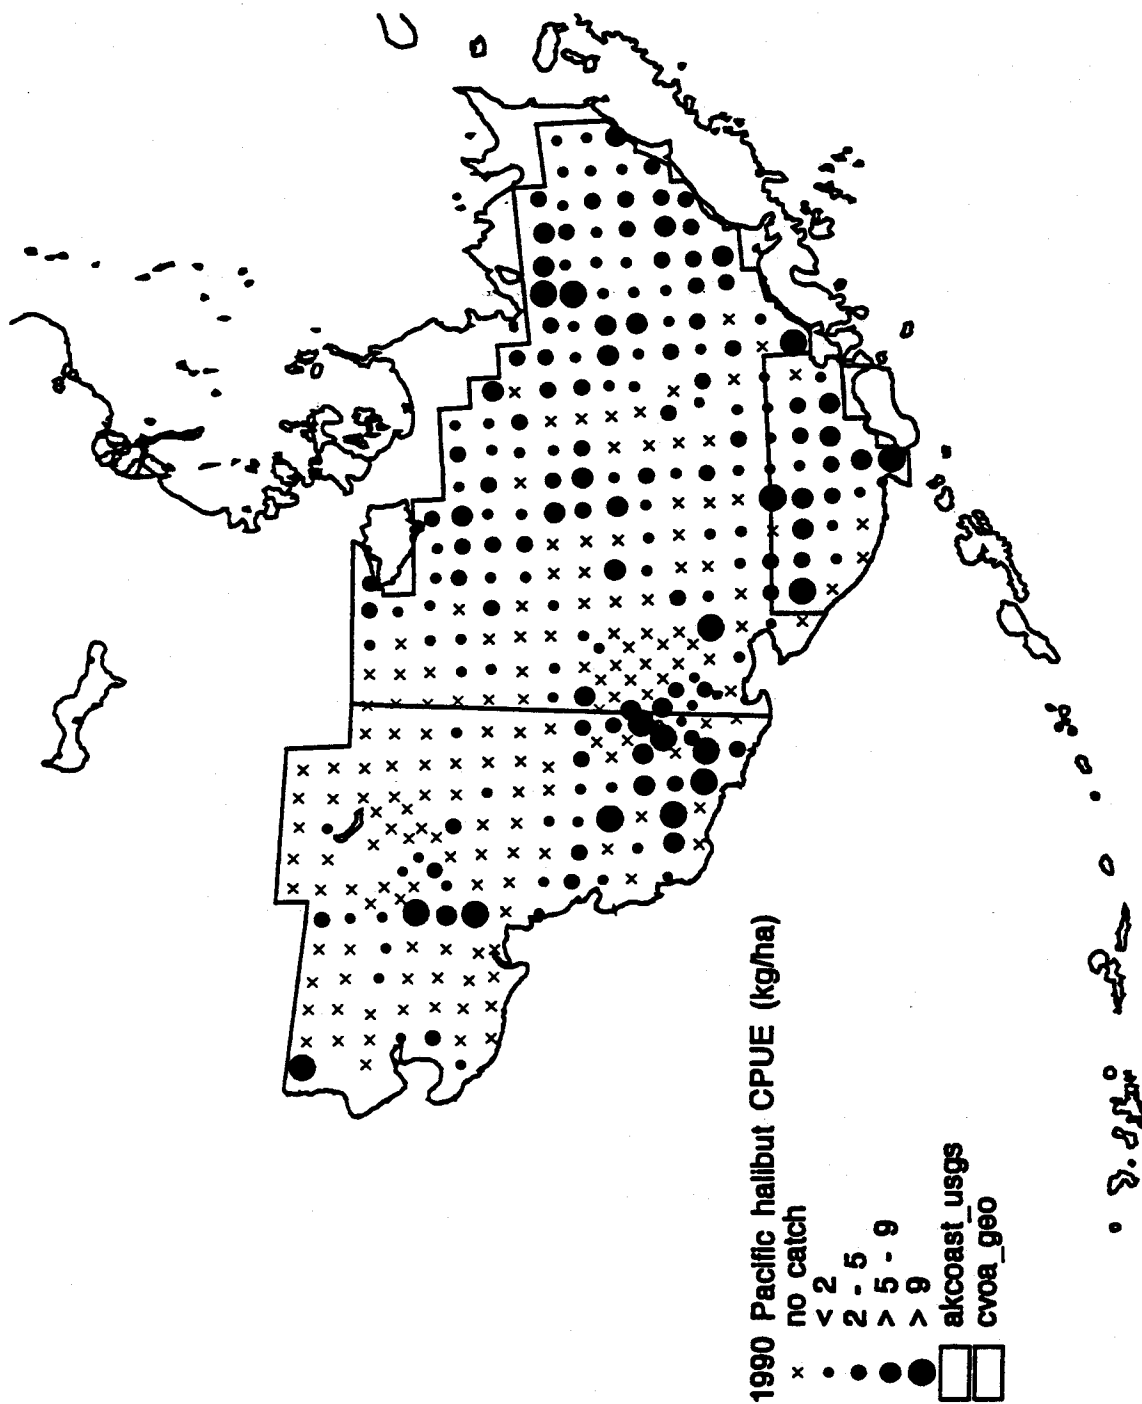 1990 Pacific halibut CPUE (kg/ha)
no catch
< 2
2 - 5
> 5 - 9
> 9
akcoast_usgs
cvoa_geo